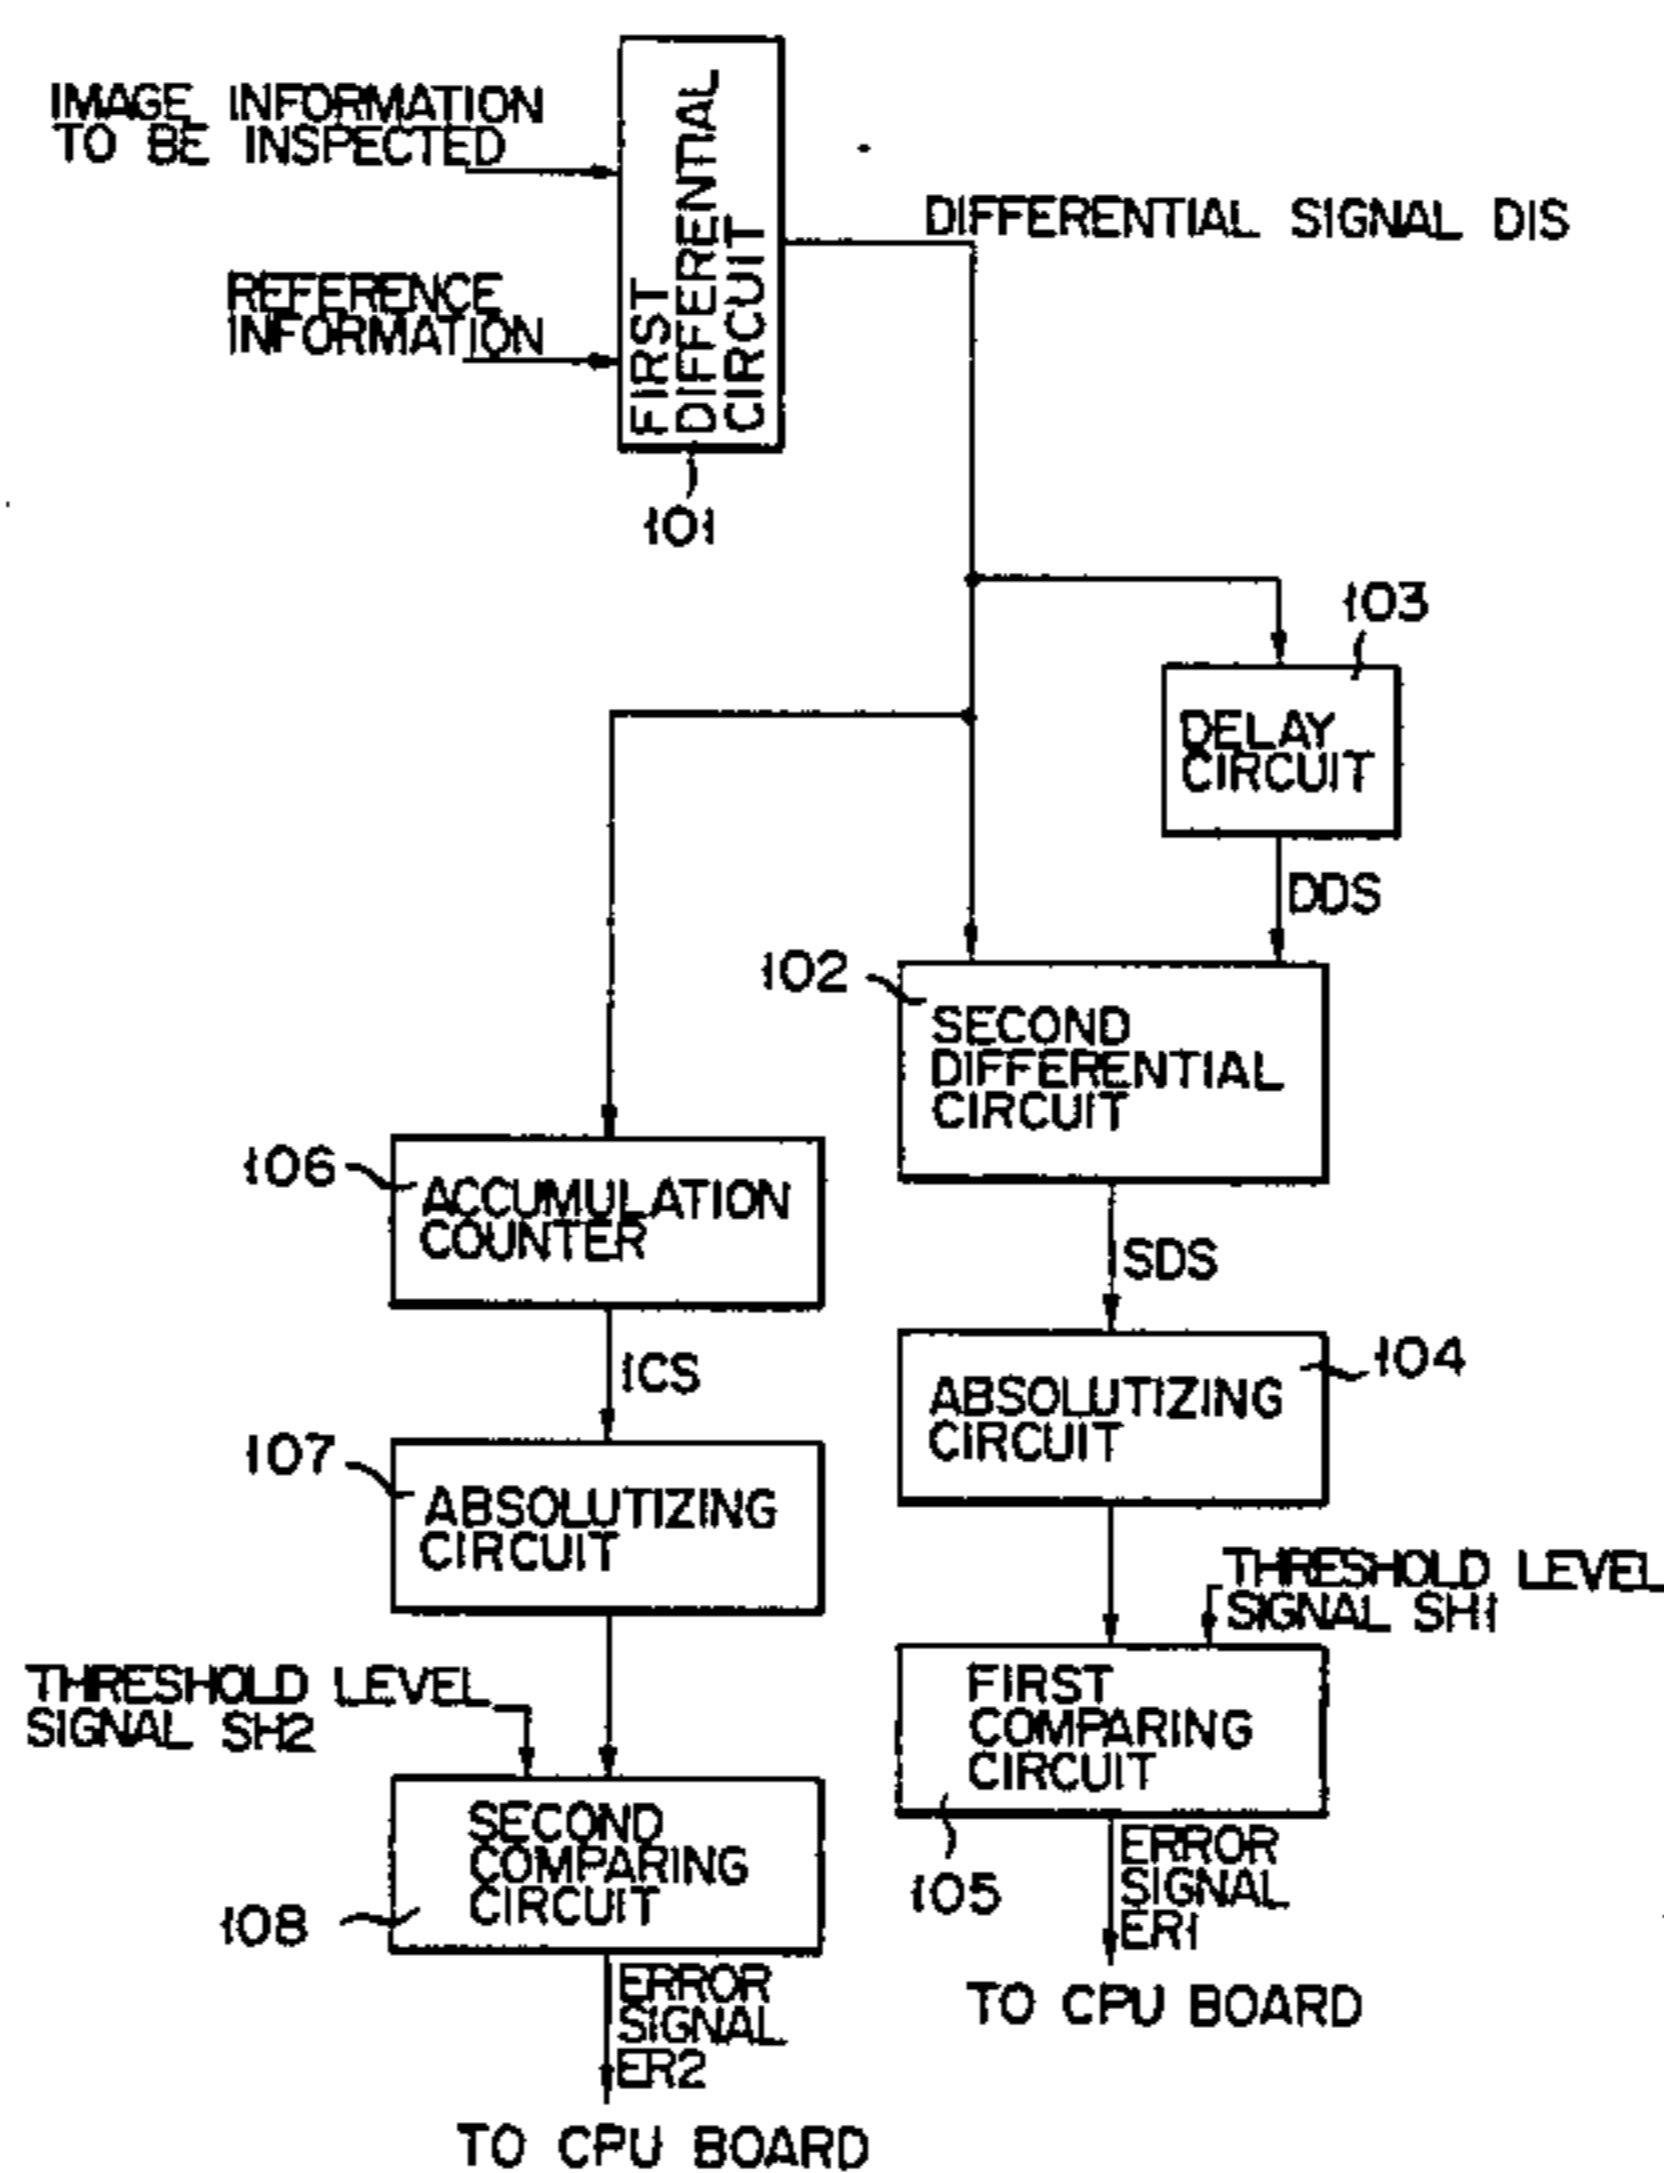 IMAGE INFORMATION
TO BE INSPECTED
REFERENCE
INFORMATION
FIRST
DIFFERENTIAL
CIRCUIT
101
DIFFERENTIAL SIGNAL DIS
103
DELAY
CIRCUIT
DDS
102
SECOND
DIFFERENTIAL
CIRCUIT
106
ACCUMULATION
COUNTER
SDS
ICS
104
ABSOLUTIZING
CIRCUIT
107
ABSOLUTIZING
CIRCUIT
THRESHOLD LEVEL
SIGNAL SH1
THRESHOLD LEVEL
SIGNAL SH2
FIRST
COMPARING
CIRCUIT
105
SECOND
COMPARING
CIRCUIT
108
ERROR
SIGNAL
ER1
TO CPU BOARD
ERROR
SIGNAL
ER2
TO CPU BOARD